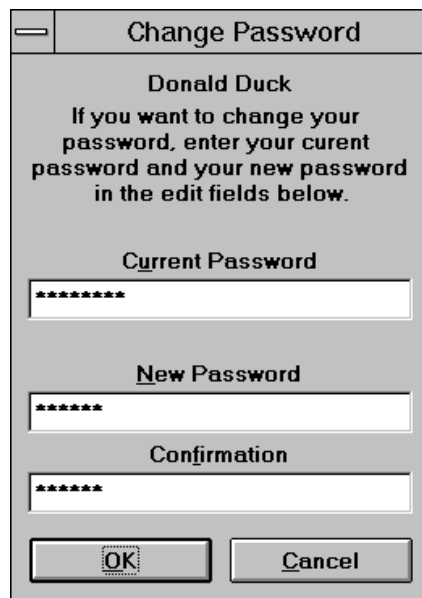 Change Password
Donald Duck
If you want to change your
password, enter your curent
password and your new password
in the edit fields below.
Current Password
********
New Password
******
Confirmation
******
OK
Cancel